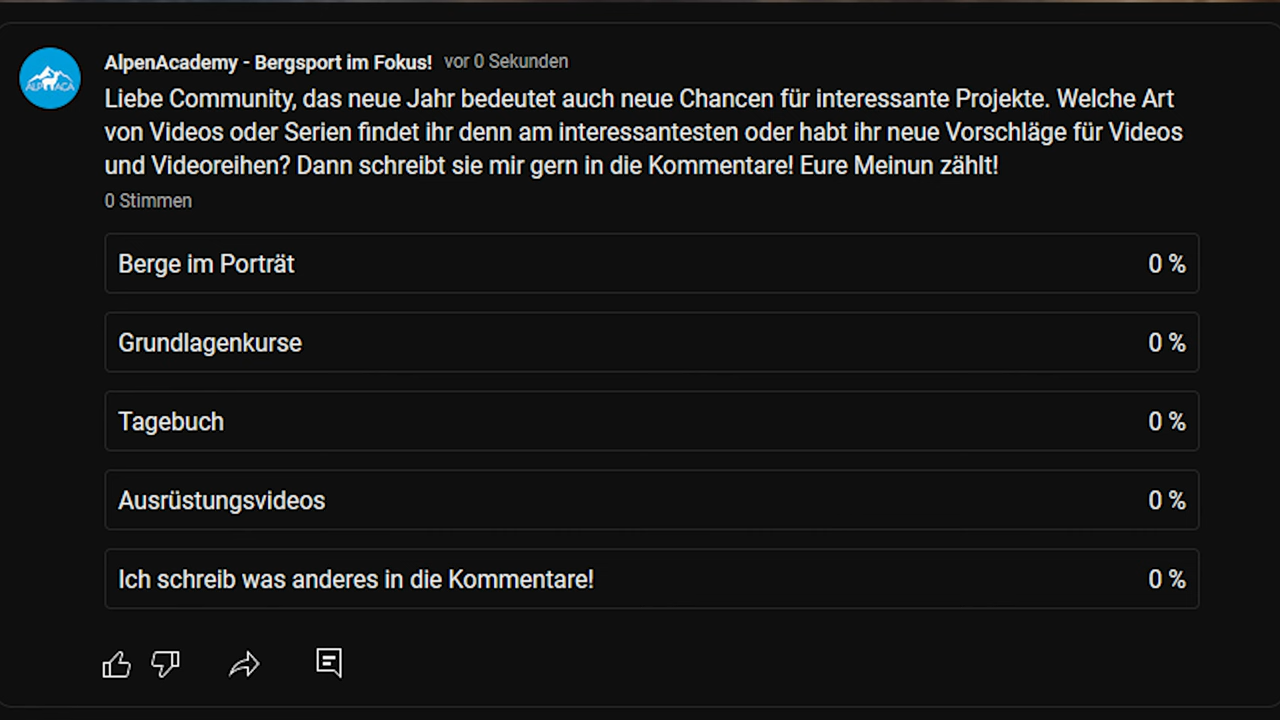 AlpenAcademy - Bergsport im Fokus! vor 0 Sekunden
Liebe Community, das neue Jahr bedeutet auch neue Chancen für interessante Projekte. Welche Art
von Videos oder Serien findet ihr denn am interessantesten oder habt ihr neue Vorschläge für Videos
und Videoreihen? Dann schreibt sie mir gern in die Kommentare! Eure Meinun zählt!
0 Stimmen
Berge im Porträt 0 %
Grundlagenkurse 0 %
Tagebuch 0 %
Ausrüstungsvideos 0 %
Ich schreib was anderes in die Kommentare! 0 %